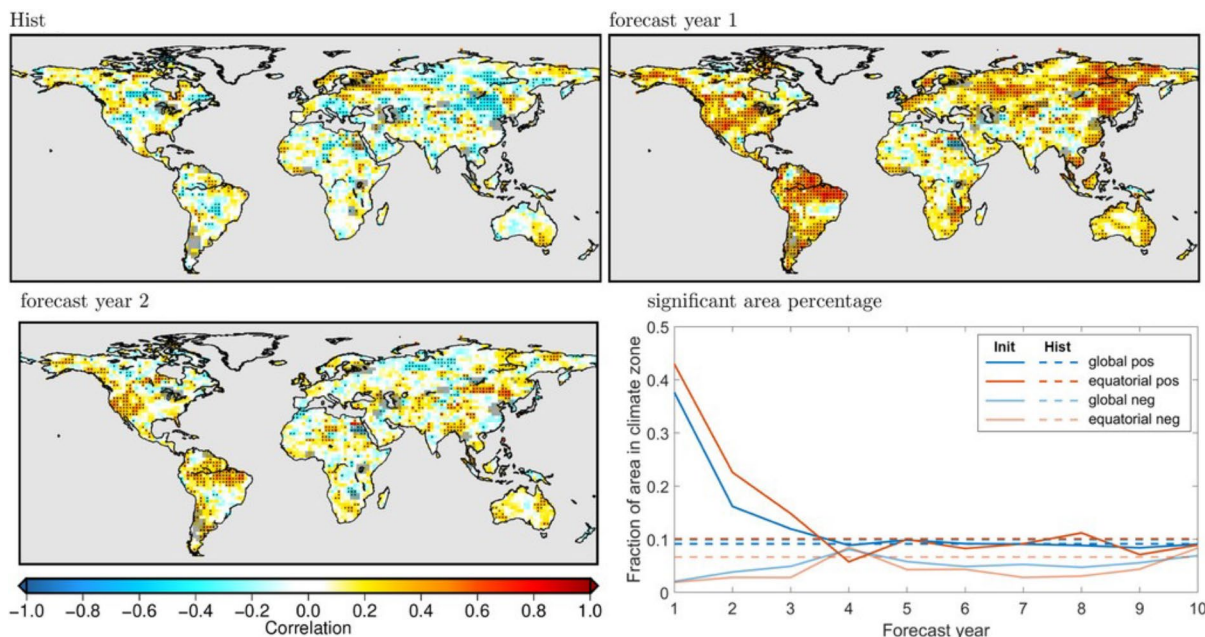 Hist
forecast year 1
forecast year 2
significant area percentage
−1.0 −0.8 −0.6 −0.4 −0.2 0.0 0.2 0.4 0.6 0.8 1.0
Correlation
Fraction of area in climate zone
0.5
0.4
0.3
0.2
0.1
0
Init Hist
global pos
equatorial pos
global neg
equatorial neg
1 2 3 4 5 6 7 8 9 10
Forecast year